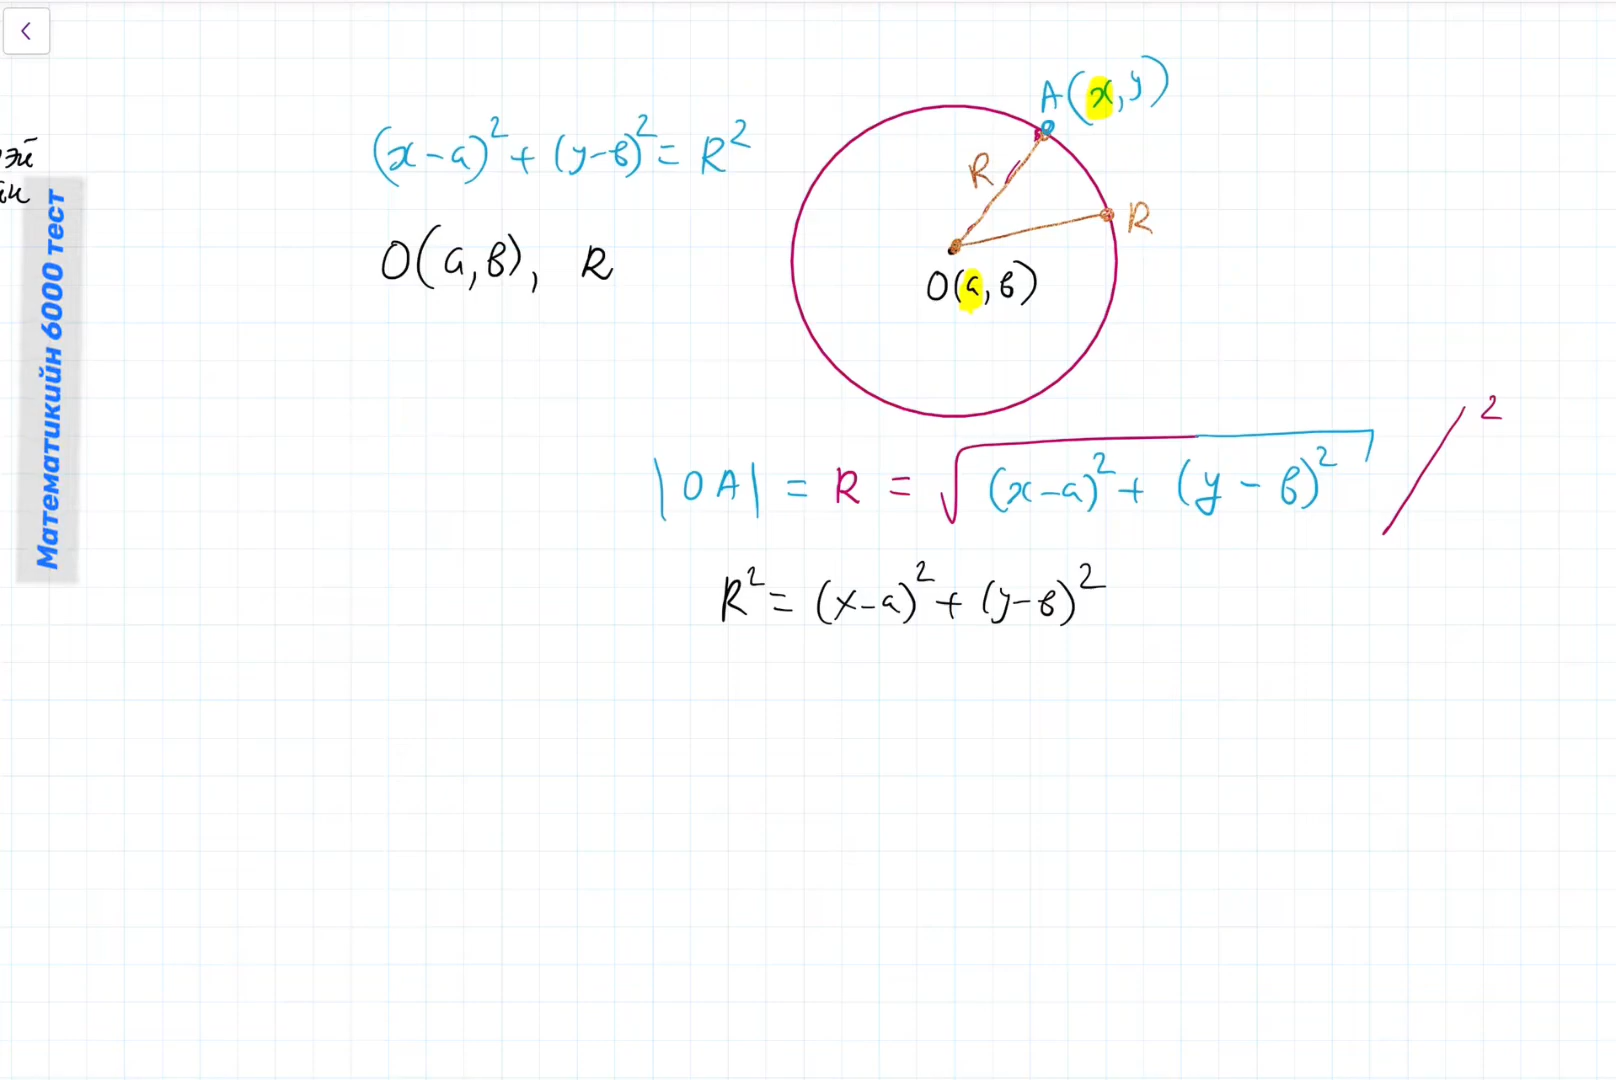 A(x, y)
(x-a)² + (y-в)² = R²
R
R
O(a, в), R
O(a, в)
Математикийн 6000 тест
2
|OA| = R = √(x-a)² + (y-в)²
R² = (x-a)² + (y-в)²